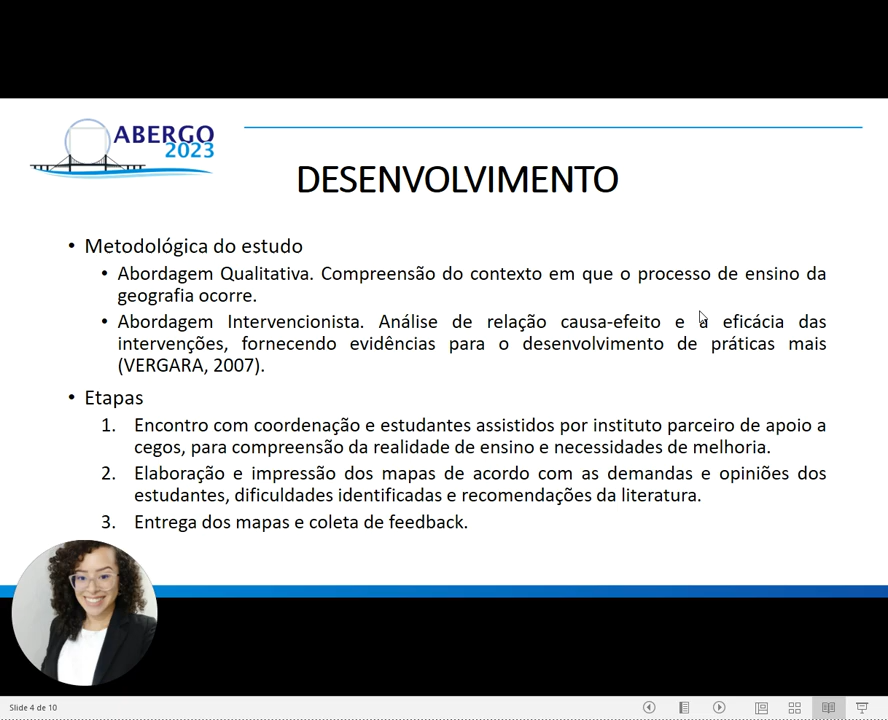 ABERGO
2023
DESENVOLVIMENTO
• Metodológica do estudo
• Abordagem Qualitativa. Compreensão do contexto em que o processo de ensino da
geografia ocorre.
• Abordagem Intervencionista. Análise de relação causa-efeito e a eficácia das
intervenções, fornecendo evidências para o desenvolvimento de práticas mais
(VERGARA, 2007).
• Etapas
1. Encontro com coordenação e estudantes assistidos por instituto parceiro de apoio a
cegos, para compreensão da realidade de ensino e necessidades de melhoria.
2. Elaboração e impressão dos mapas de acordo com as demandas e opiniões dos
estudantes, dificuldades identificadas e recomendações da literatura.
3. Entrega dos mapas e coleta de feedback.
Slide 4 de 10